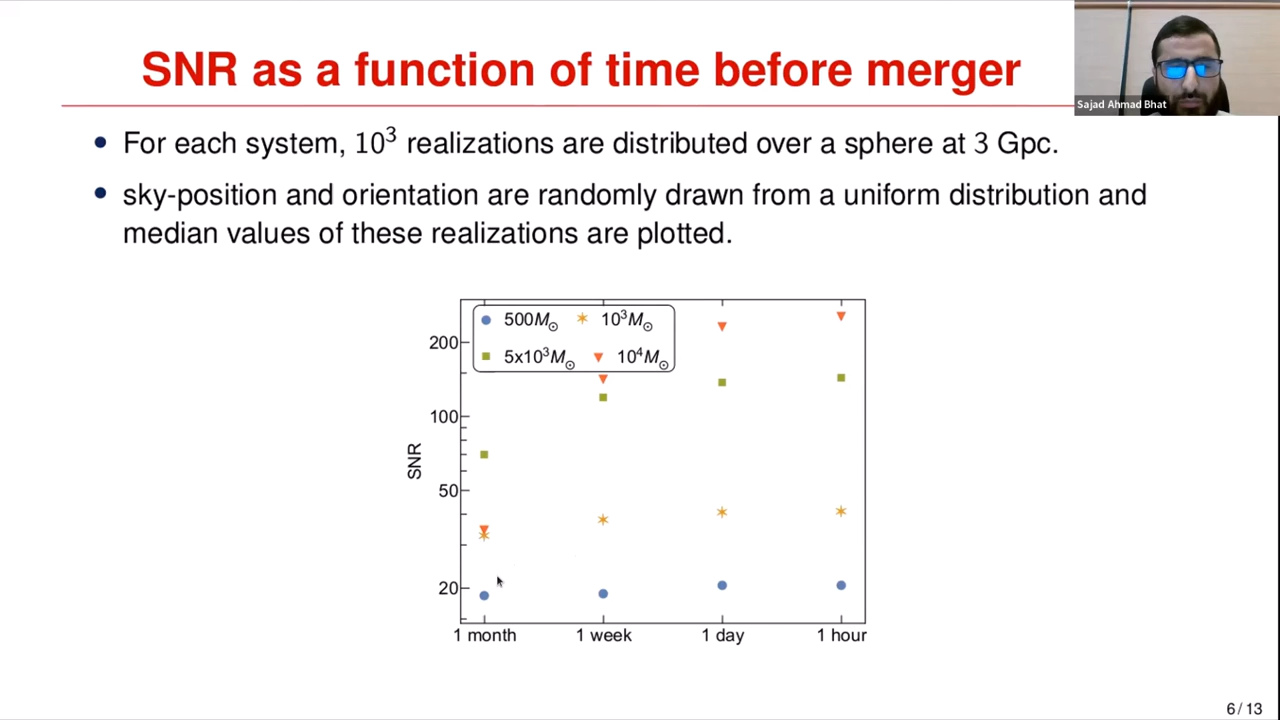 SNR as a function of time before merger
Sajad Ahmad Bhat
• For each system, 10³ realizations are distributed over a sphere at 3 Gpc.
• sky-position and orientation are randomly drawn from a uniform distribution and
median values of these realizations are plotted.
500M⊙ 10³M⊙
5x10³M⊙ 10⁴M⊙
200
100
50
20
SNR
1 month 1 week 1 day 1 hour
6 / 13